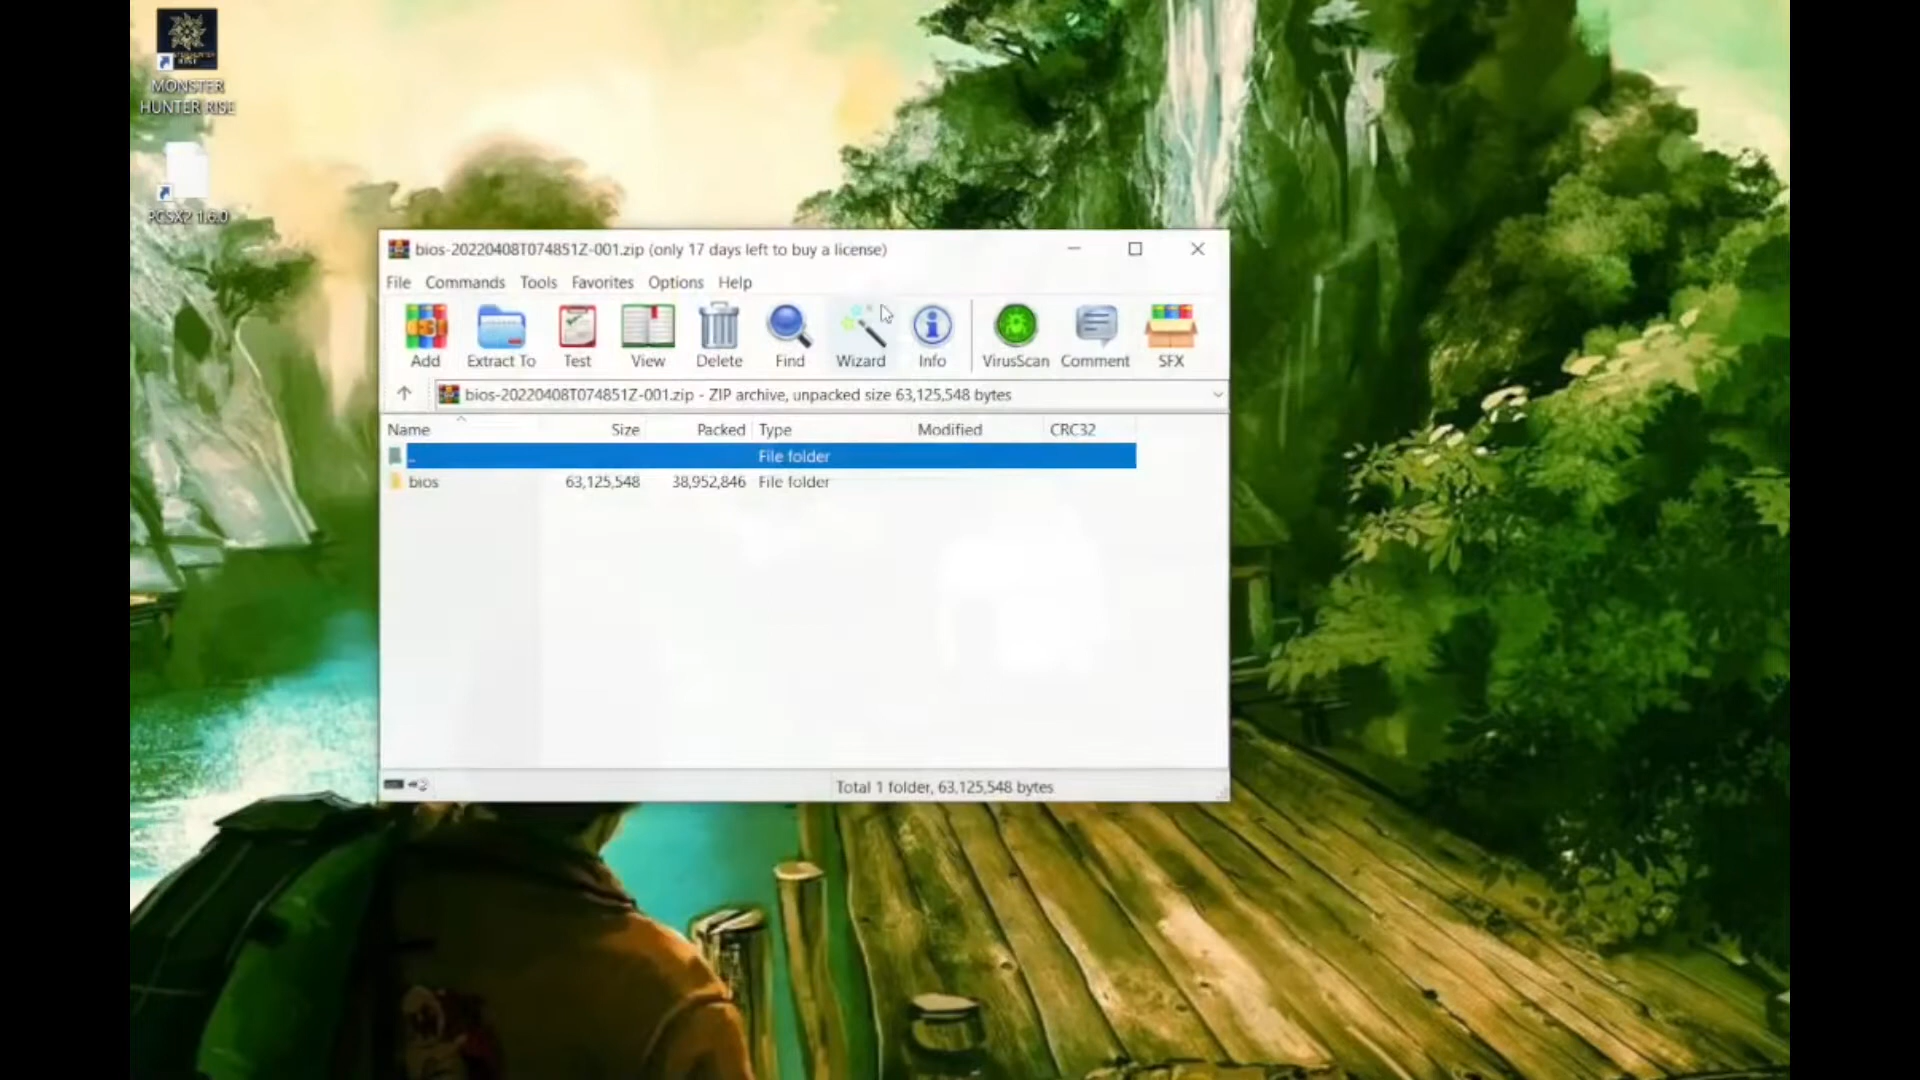 MONSTER
HUNTER RISE
PCSX2 1.6.0
bios-20220408T074851Z-001.zip (only 17 days left to buy a license)
File Commands Tools Favorites Options Help
Add Extract To Test View Delete Find Wizard Info VirusScan Comment SFX
bios-20220408T074851Z-001.zip - ZIP archive, unpacked size 63,125,548 bytes
Name Size Packed Type Modified CRC32
.. File folder
bios 63,125,548 38,952,846 File folder
Total 1 folder, 63,125,548 bytes